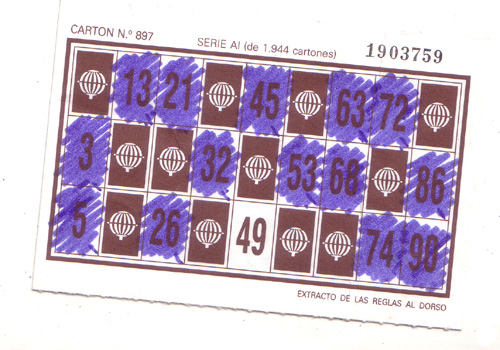 CARTON N.º 897 SERIE AI (de 1.944 cartones) 1903759
13 21 45 63 72
3 32 53 68 86
5 26 49 74 90
EXTRACTO DE LAS REGLAS AL DORSO